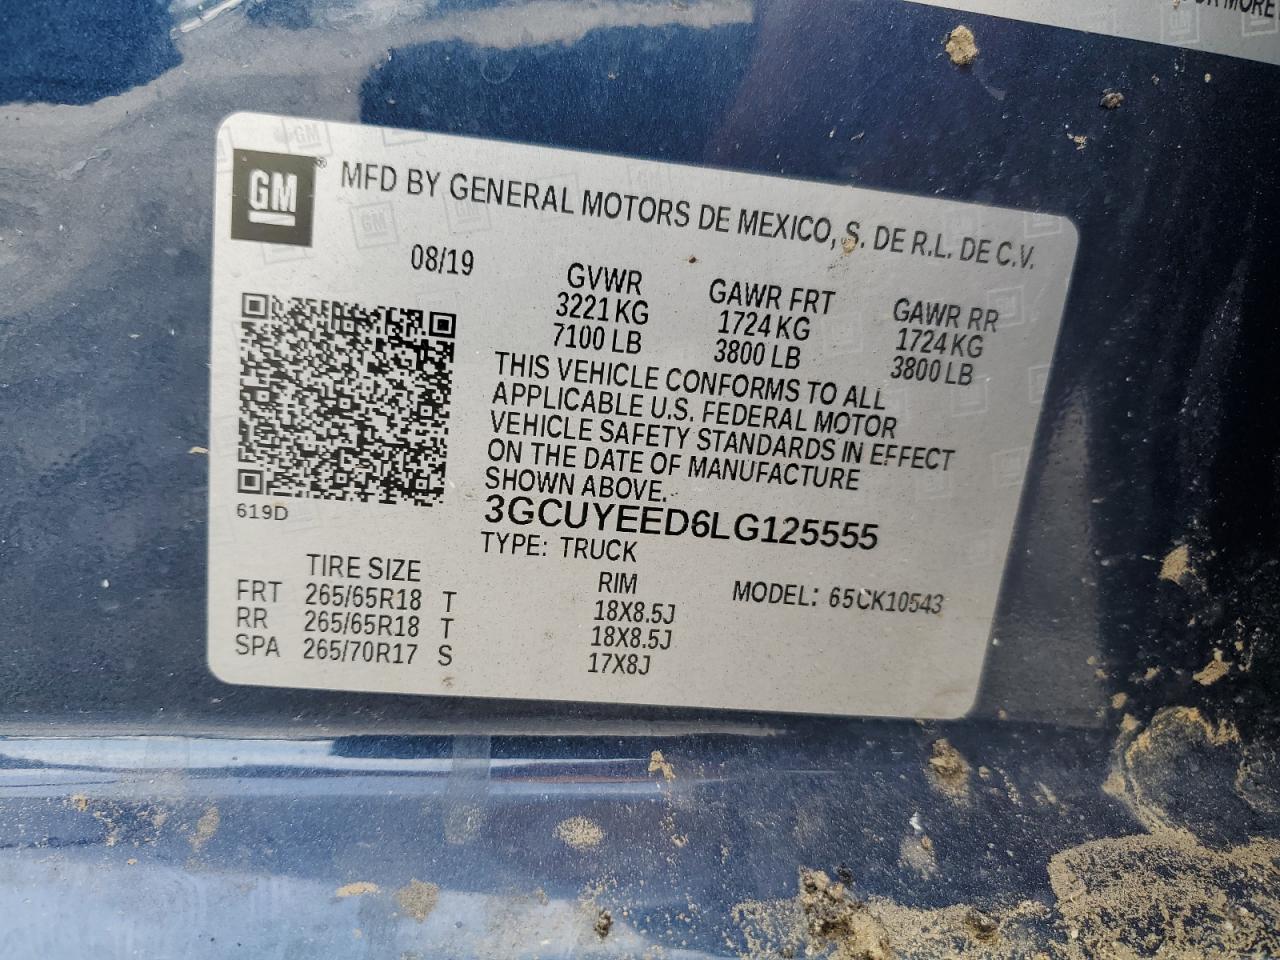 OR MORE
GM® MFD BY GENERAL MOTORS DE MEXICO, S. DE R.L. DE C.V.
08/19
GVWR GAWR FRT GAWR RR
3221 KG 1724 KG 1724 KG
7100 LB 3800 LB 3800 LB
THIS VEHICLE CONFORMS TO ALL
APPLICABLE U.S. FEDERAL MOTOR
VEHICLE SAFETY STANDARDS IN EFFECT
ON THE DATE OF MANUFACTURE
SHOWN ABOVE.
619D
3GCUYEED6LG125555
TYPE: TRUCK
TIRE SIZE RIM MODEL: 65CK10543
FRT 265/65R18 T 18X8.5J
RR 265/65R18 T 18X8.5J
SPA 265/70R17 S 17X8J